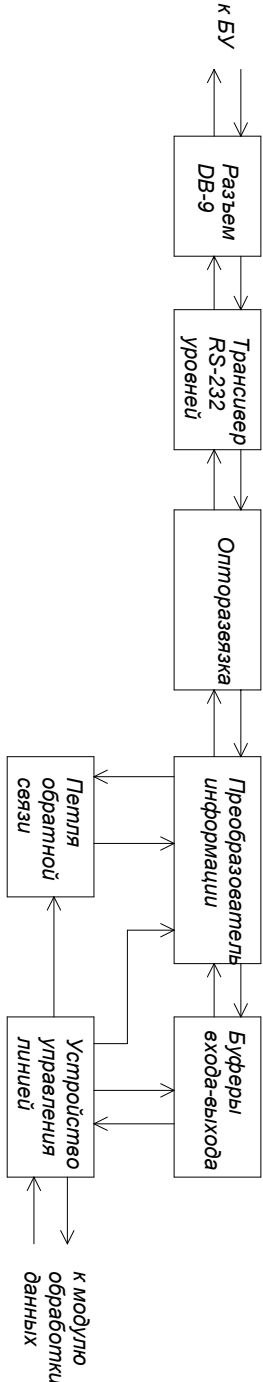 к БУ
Разъем
DB-9
Трансивер
RS-232
уровней
Опторазвязка
Преобразователь
информации
Буферы
входа-выхода
Петля
обратной
связи
Устройство
управления
линией
к модулю
обработки
данных